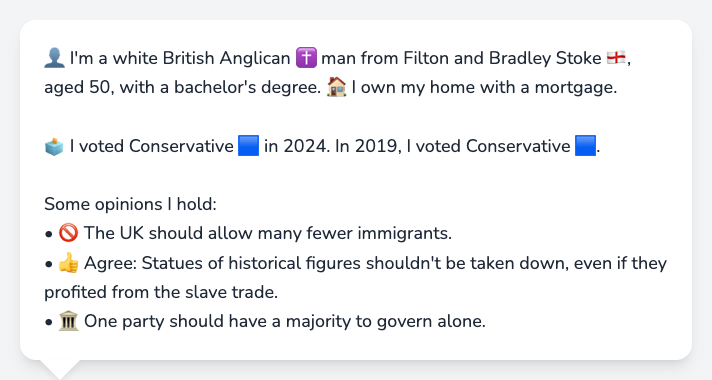 👤 I'm a white British Anglican ✝️ man from Filton and Bradley Stoke 🏴󠁧󠁢󠁥󠁮󠁧󠁿,
aged 50, with a bachelor's degree. 🏠 I own my home with a mortgage.
🗳️ I voted Conservative 🟦 in 2024. In 2019, I voted Conservative 🟦.
Some opinions I hold:
• 🚫 The UK should allow many fewer immigrants.
• 👍 Agree: Statues of historical figures shouldn't be taken down, even if they
profited from the slave trade.
• 🏛️ One party should have a majority to govern alone.